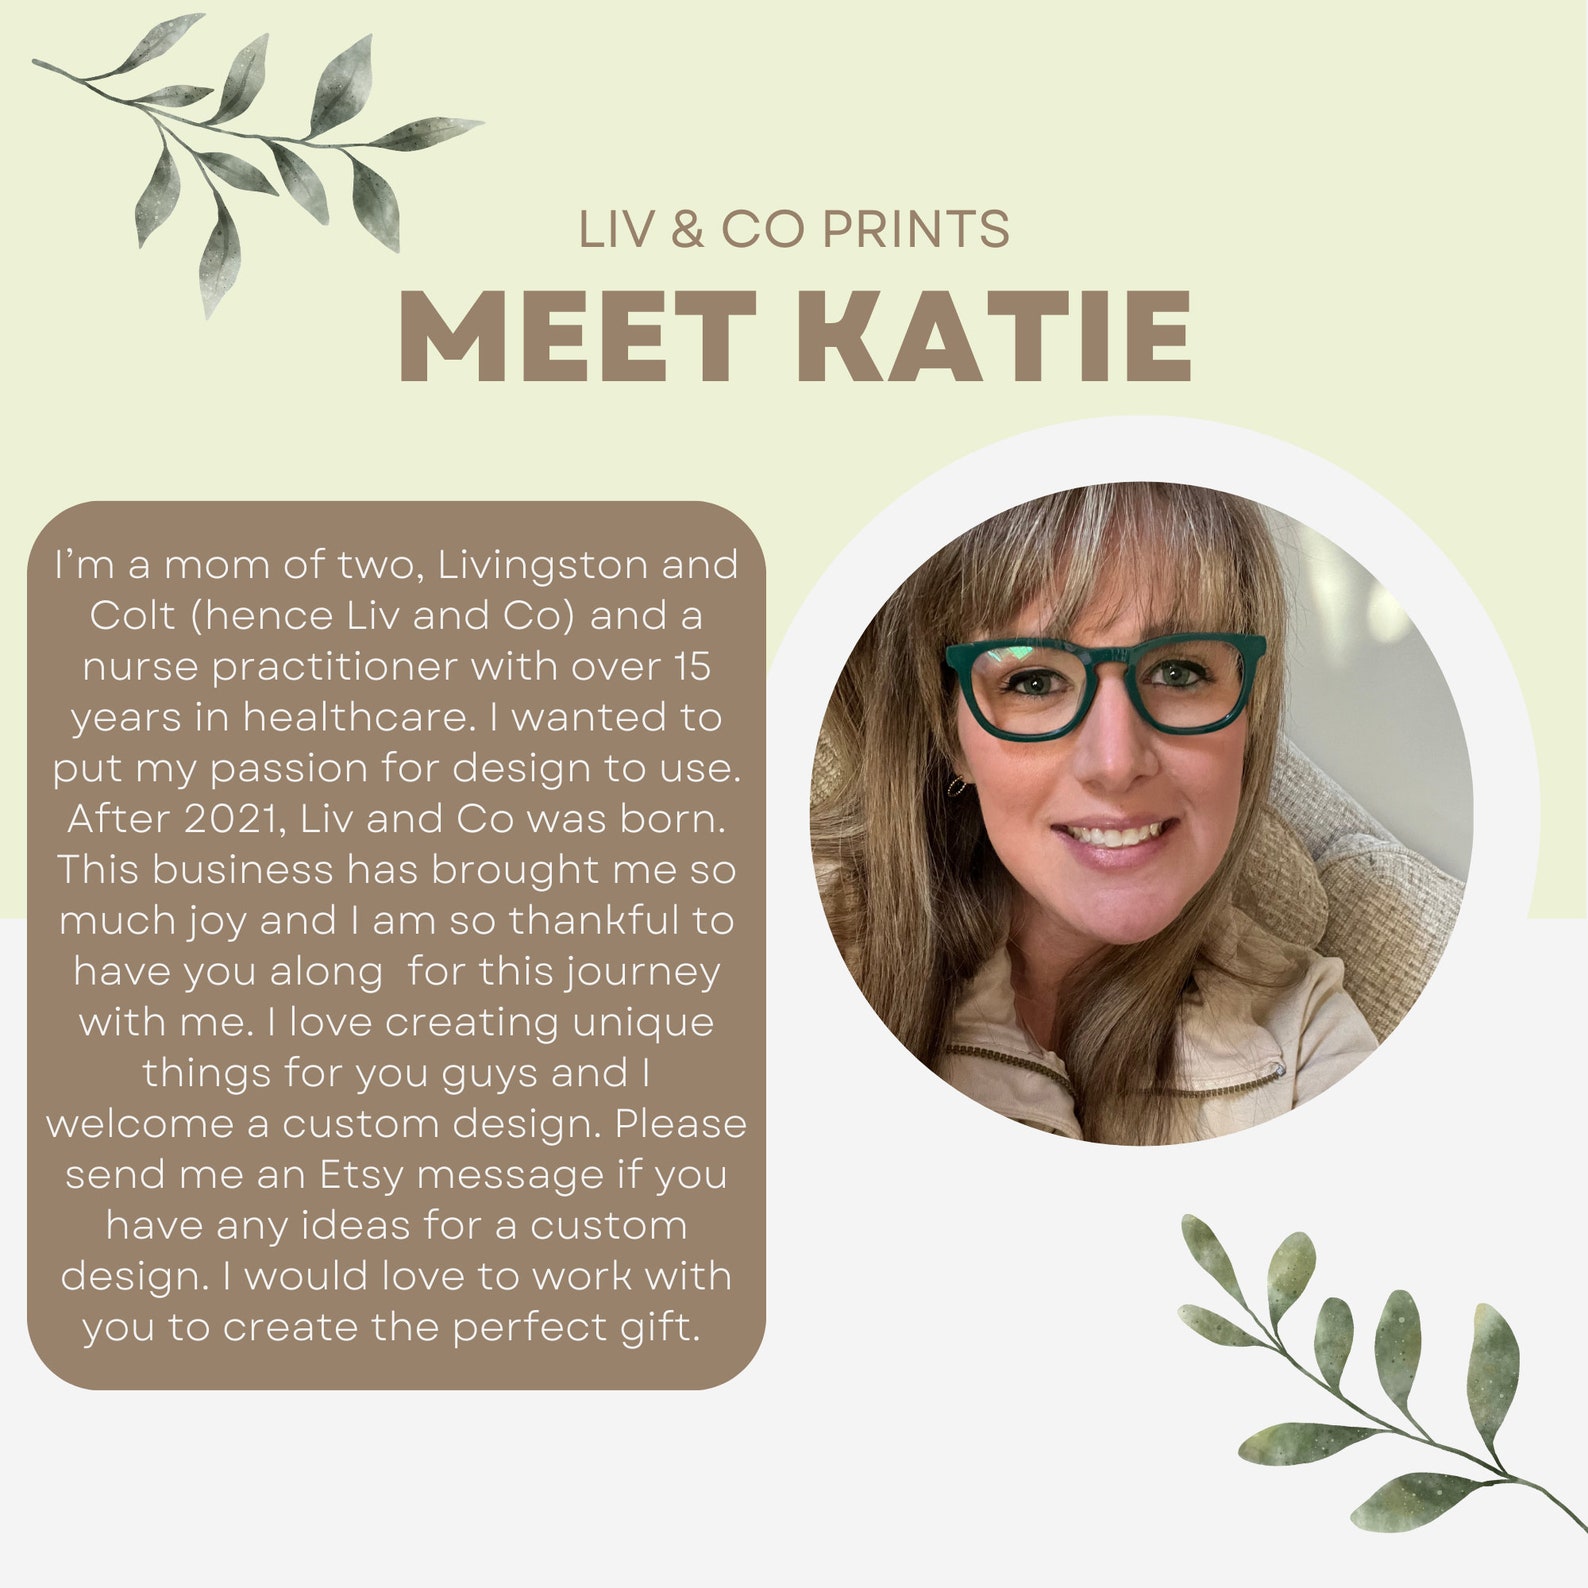 LIV & CO PRINTS
MEET KATIE
I’m a mom of two, Livingston and
Colt (hence Liv and Co) and a
nurse practitioner with over 15
years in healthcare. I wanted to
put my passion for design to use.
After 2021, Liv and Co was born.
This business has brought me so
much joy and I am so thankful to
have you along  for this journey
with me. I love creating unique
things for you guys and I
welcome a custom design. Please
send me an Etsy message if you
have any ideas for a custom
design. I would love to work with
you to create the perfect gift.